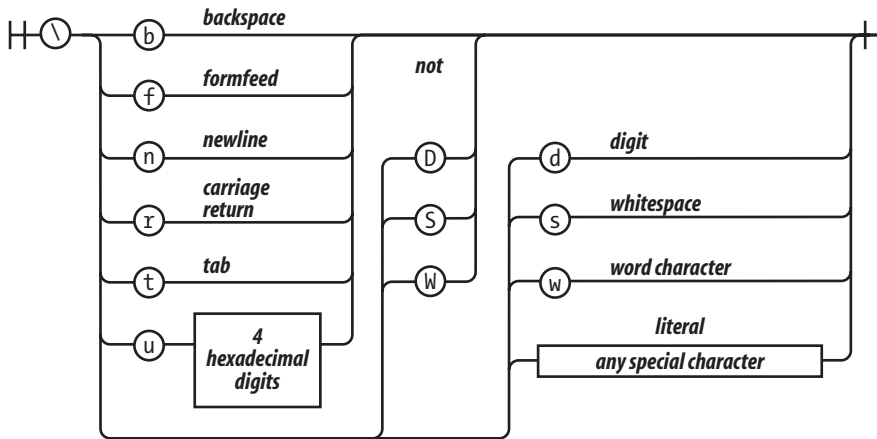 \
b
backspace
f
formfeed
n
newline
r
carriage
return
t
tab
u
4
hexadecimal
digits
not
D
S
W
d
digit
s
whitespace
w
word character
literal
any special character